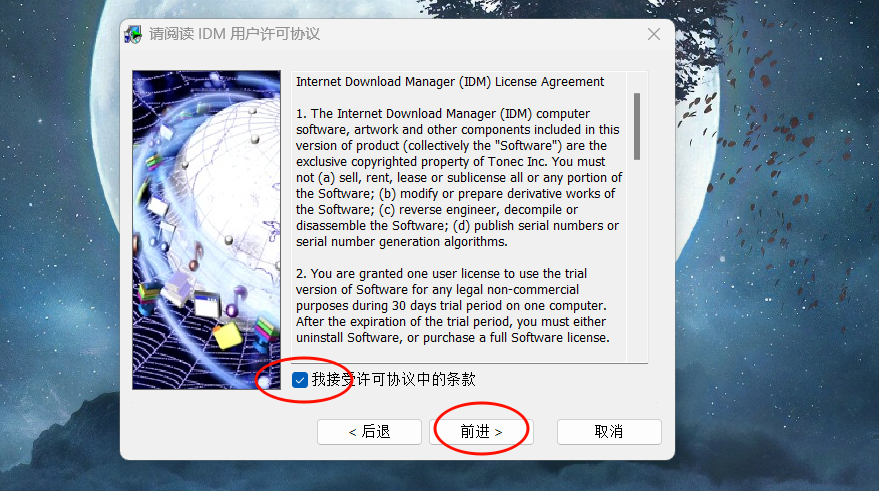 请阅读 IDM 用户许可协议
Internet Download Manager (IDM) License Agreement
1. The Internet Download Manager (IDM) computer
software, artwork and other components included in this
version of product (collectively the "Software") are the
exclusive copyrighted property of Tonec Inc. You must
not (a) sell, rent, lease or sublicense all or any portion of
the Software; (b) modify or prepare derivative works of
the Software; (c) reverse engineer, decompile or
disassemble the Software; (d) publish serial numbers or
serial number generation algorithms.
2. You are granted one user license to use the trial
version of Software for any legal non-commercial
purposes during 30 days trial period on one computer.
After the expiration of the trial period, you must either
uninstall Software, or purchase a full Software license.
我接受许可协议中的条款
< 后退
前进 >
取消